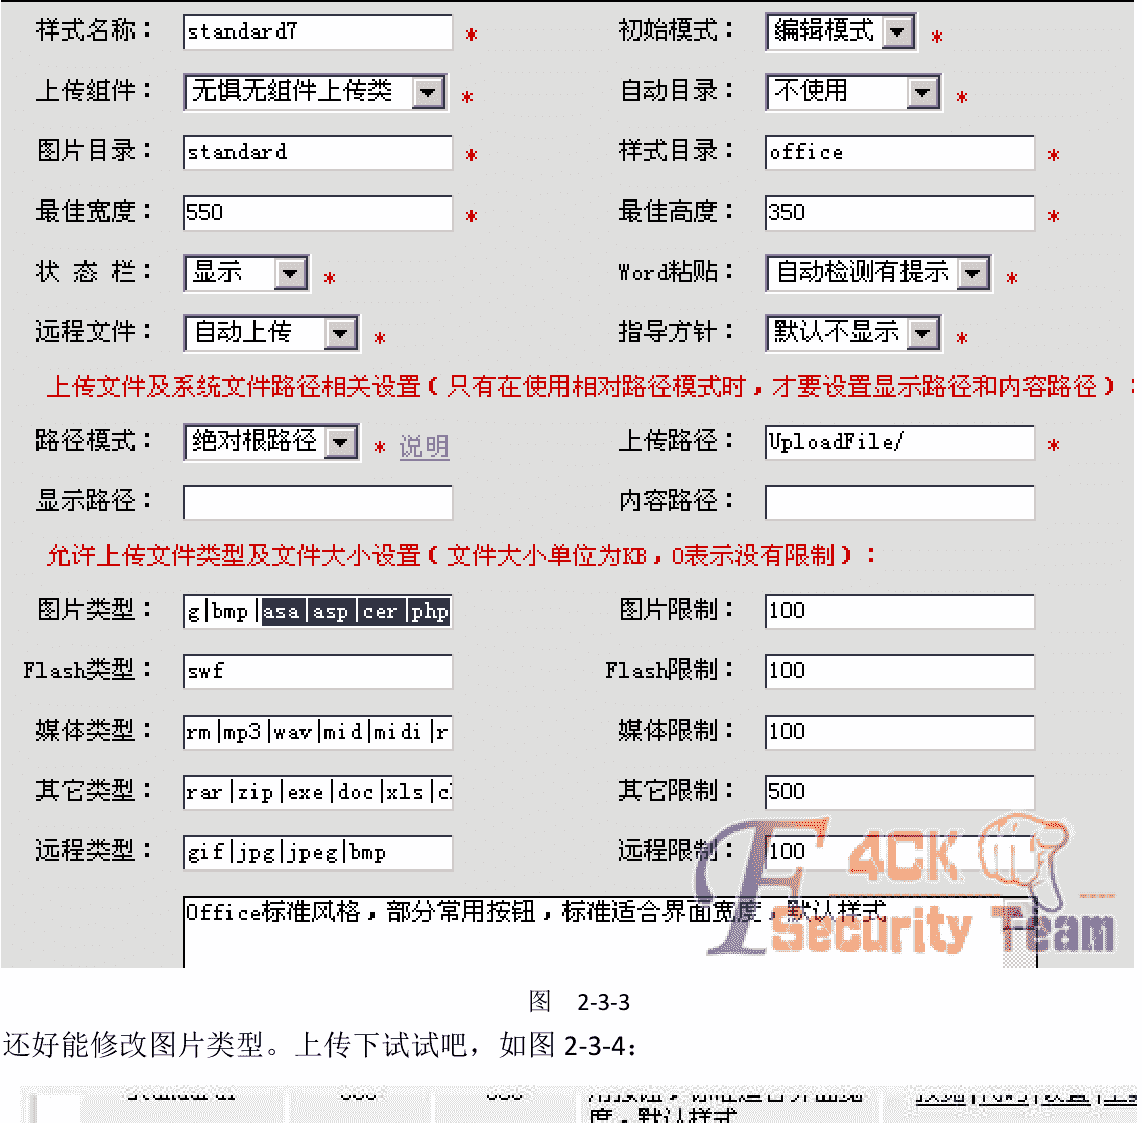 样式名称： standard7 * 初始模式： 编辑模式 *
上传组件： 无惧无组件上传类 * 自动目录： 不使用 *
图片目录： standard * 样式目录： office *
最佳宽度： 550 * 最佳高度： 350 *
状 态 栏： 显示 * Word粘贴： 自动检测有提示 *
远程文件： 自动上传 * 指导方针： 默认不显示 *
上传文件及系统文件路径相关设置（只有在使用相对路径模式时，才要设置显示路径和内容路径）：
路径模式： 绝对根路径 * 说明 上传路径： UploadFile/ *
显示路径： 内容路径：
允许上传文件类型及文件大小设置（文件大小单位为KB，0表示没有限制）：
图片类型： g|bmp|asa|asp|cer|php 图片限制： 100
Flash类型： swf Flash限制： 100
媒体类型： rm|mp3|wav|mid|midi|r 媒体限制： 100
其它类型： rar|zip|exe|doc|xls|c 其它限制： 500
远程类型： gif|jpg|jpeg|bmp 远程限制： 100
Office标准风格，部分常用按钮，标准适合界面宽度，默认样式
F4CK
Security Team
图 2-3-3
还好能修改图片类型。上传下试试吧，如图 2-3-4：
度，默认样式